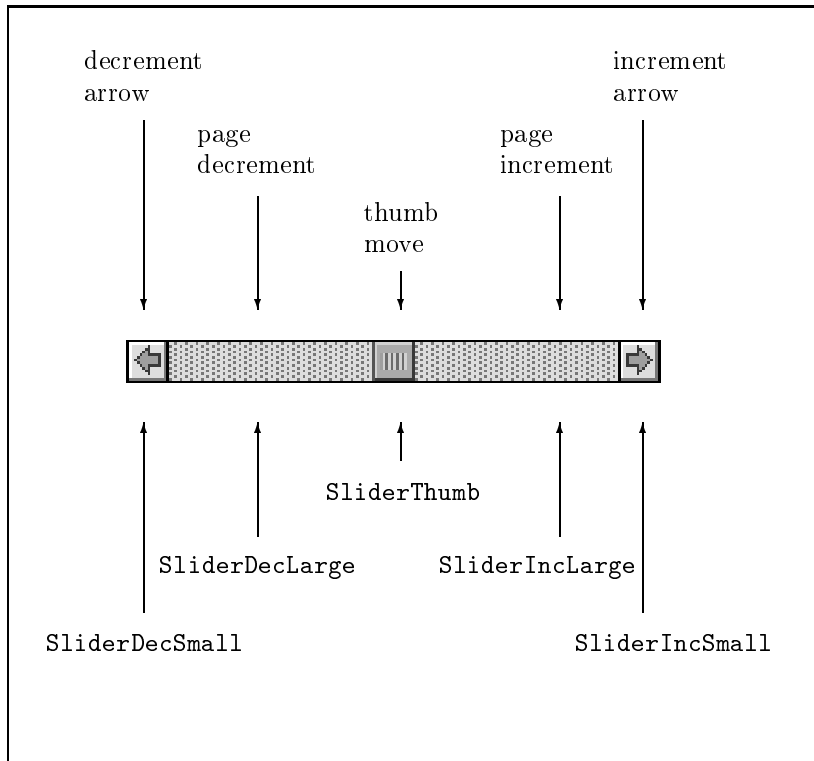 decrement
arrow
increment
arrow
page
decrement
page
increment
thumb
move
SliderThumb
SliderDecLarge
SliderIncLarge
SliderDecSmall
SliderIncSmall